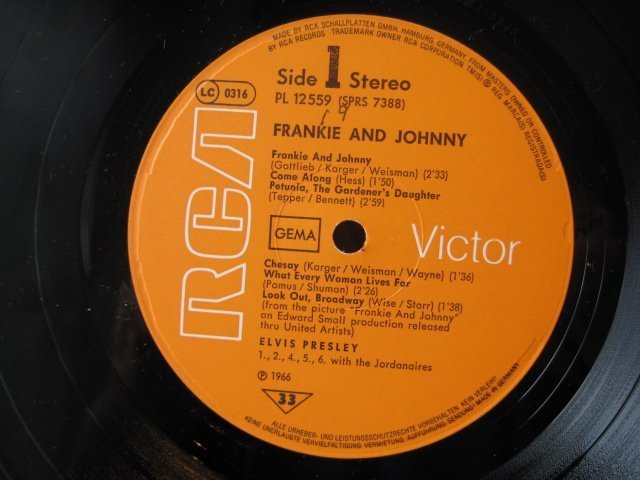 MADE BY RCA SCHALLPLATTEN GMBH, HAMBURG, GERMANY, FROM MASTERS OWNED OR CONTROLLED
BY RCA RECORDS TRADEMARK OWNER RCA CORPORATION TM(S) ® REG. MARCA(S) REGISTRADA(S)
Side 1 Stereo
LC 0316
PL 12559 (SPRS 7388)
FRANKIE AND JOHNNY
Frankie And Johnny
(Gottlieb / Karger / Weisman) (2'33)
Come Along (Hess) (1'50)
Petunia, The Gardener's Daughter
(Tepper / Bennett) (2'59)
GEMA
RCA
Victor
Chesay (Karger / Weisman / Wayne) (1'36)
What Every Woman Lives For
(Pomus / Shuman) (2'26)
Look Out, Broadway (Wise / Starr) (1'38)
(from the picture "Frankie And Johnny"
an Edward Small production released
thru United Artists)
ELVIS PRESLEY
1., 2., 4., 5., 6. with the Jordanaires
℗ 1966
33
ALLE URHEBER- UND LEISTUNGSSCHUTZRECHTE VORBEHALTEN. KEIN VERLEIH!
KEINE UNERLAUBTE VERVIELFÄLTIGUNG, VERMIETUNG, AUFFÜHRUNG, SENDUNG! MADE IN GERMANY